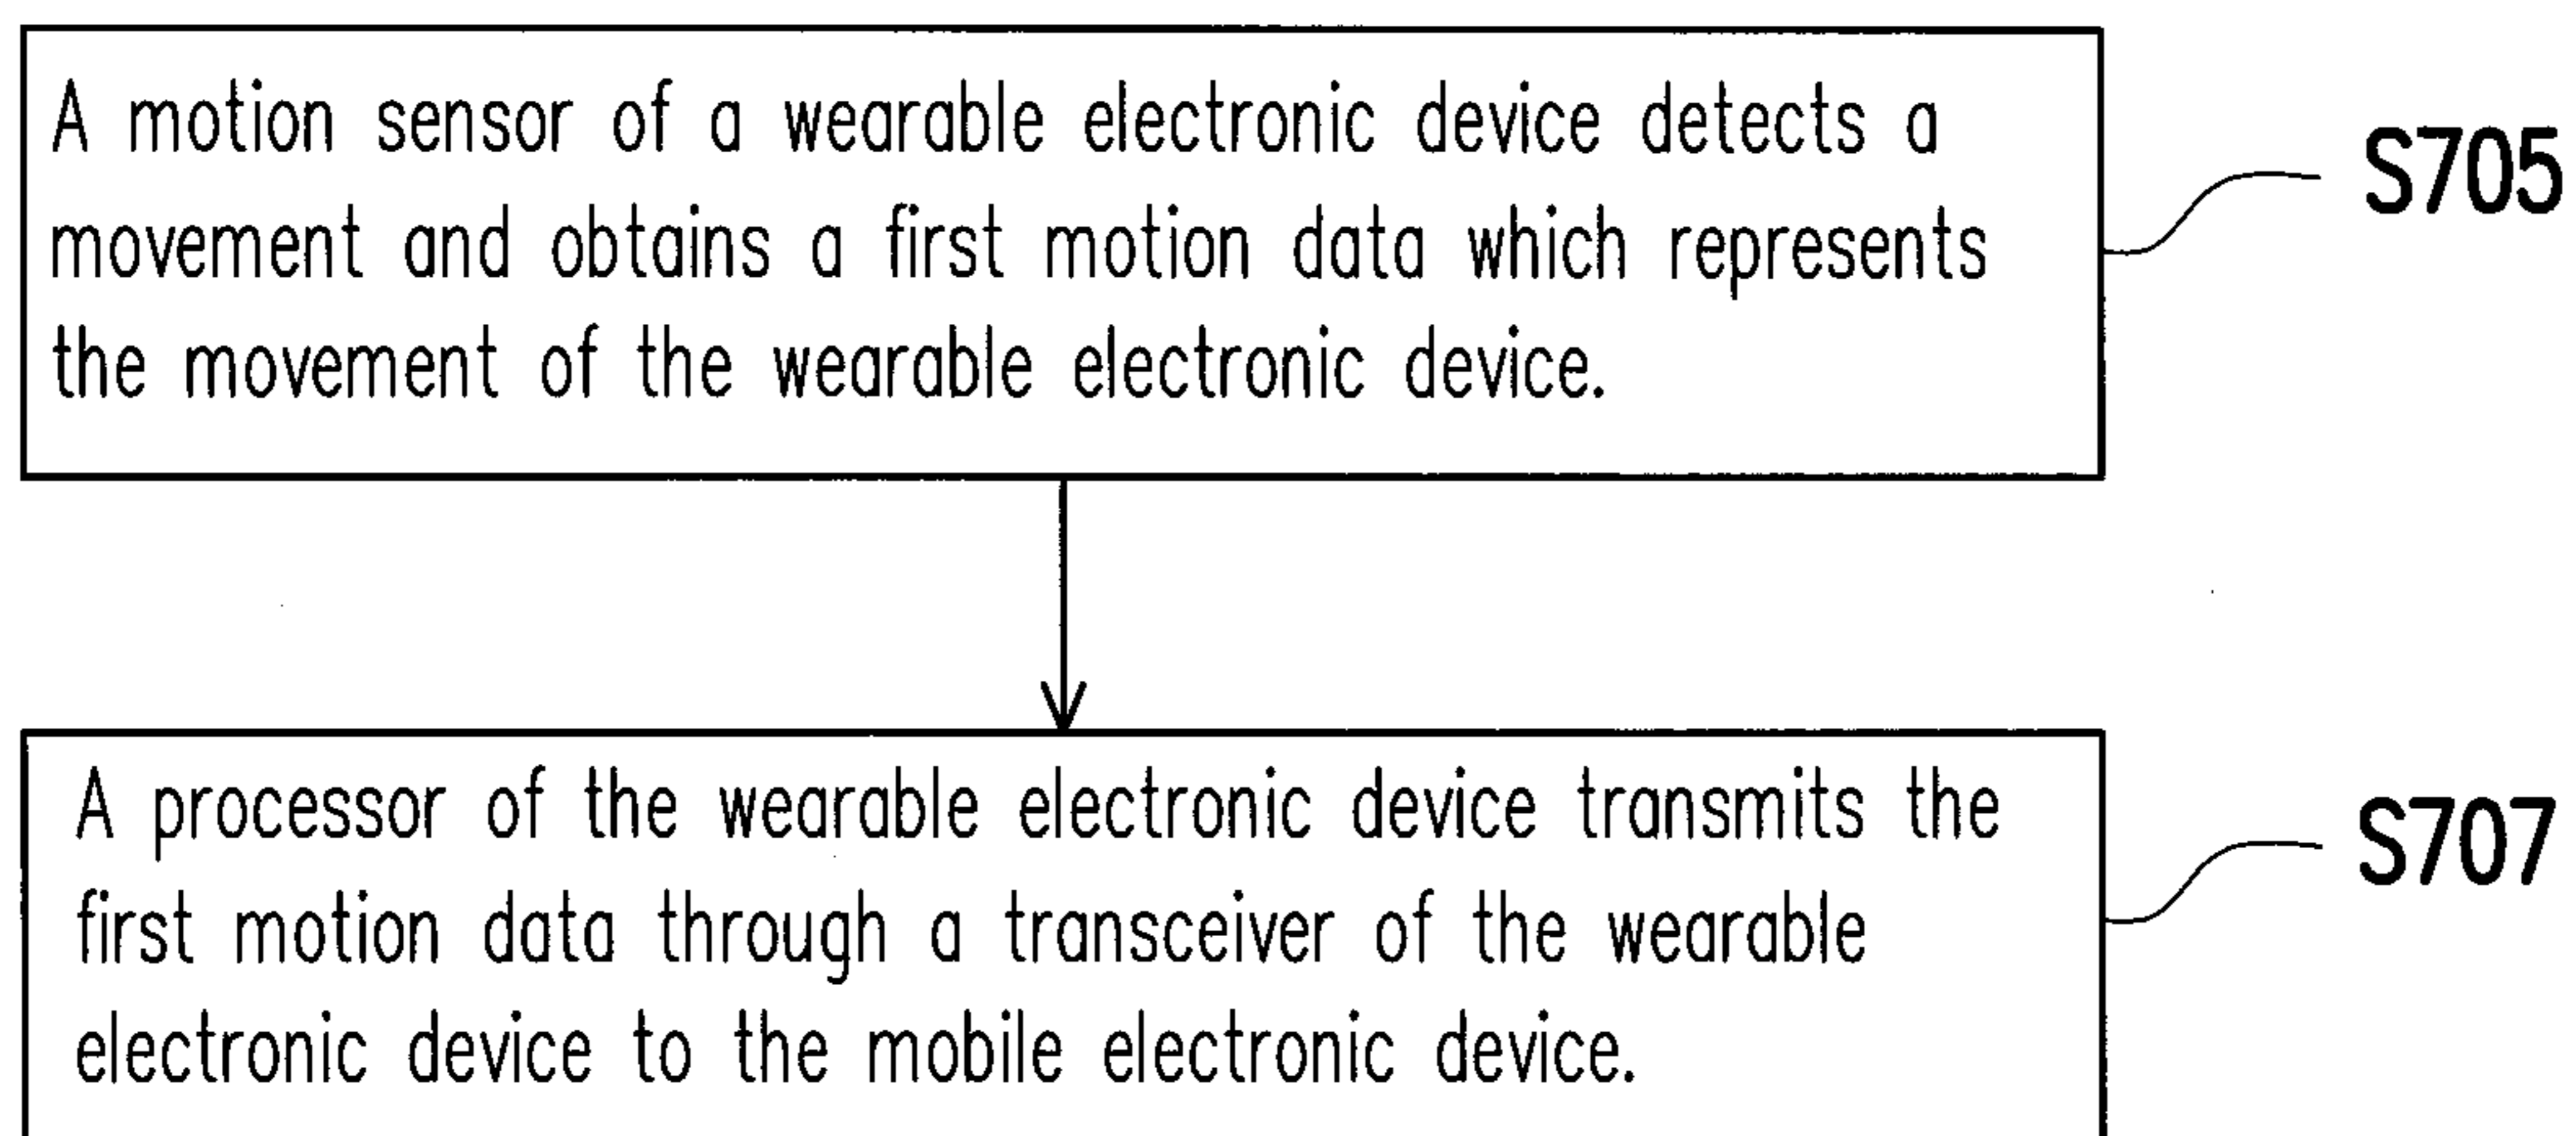 A motion sensor of a wearable electronic device detects a
movement and obtains a first motion data which represents
the movement of the wearable electronic device.
S705
A processor of the wearable electronic device transmits the
first motion data through a transceiver of the wearable
electronic device to the mobile electronic device.
S707